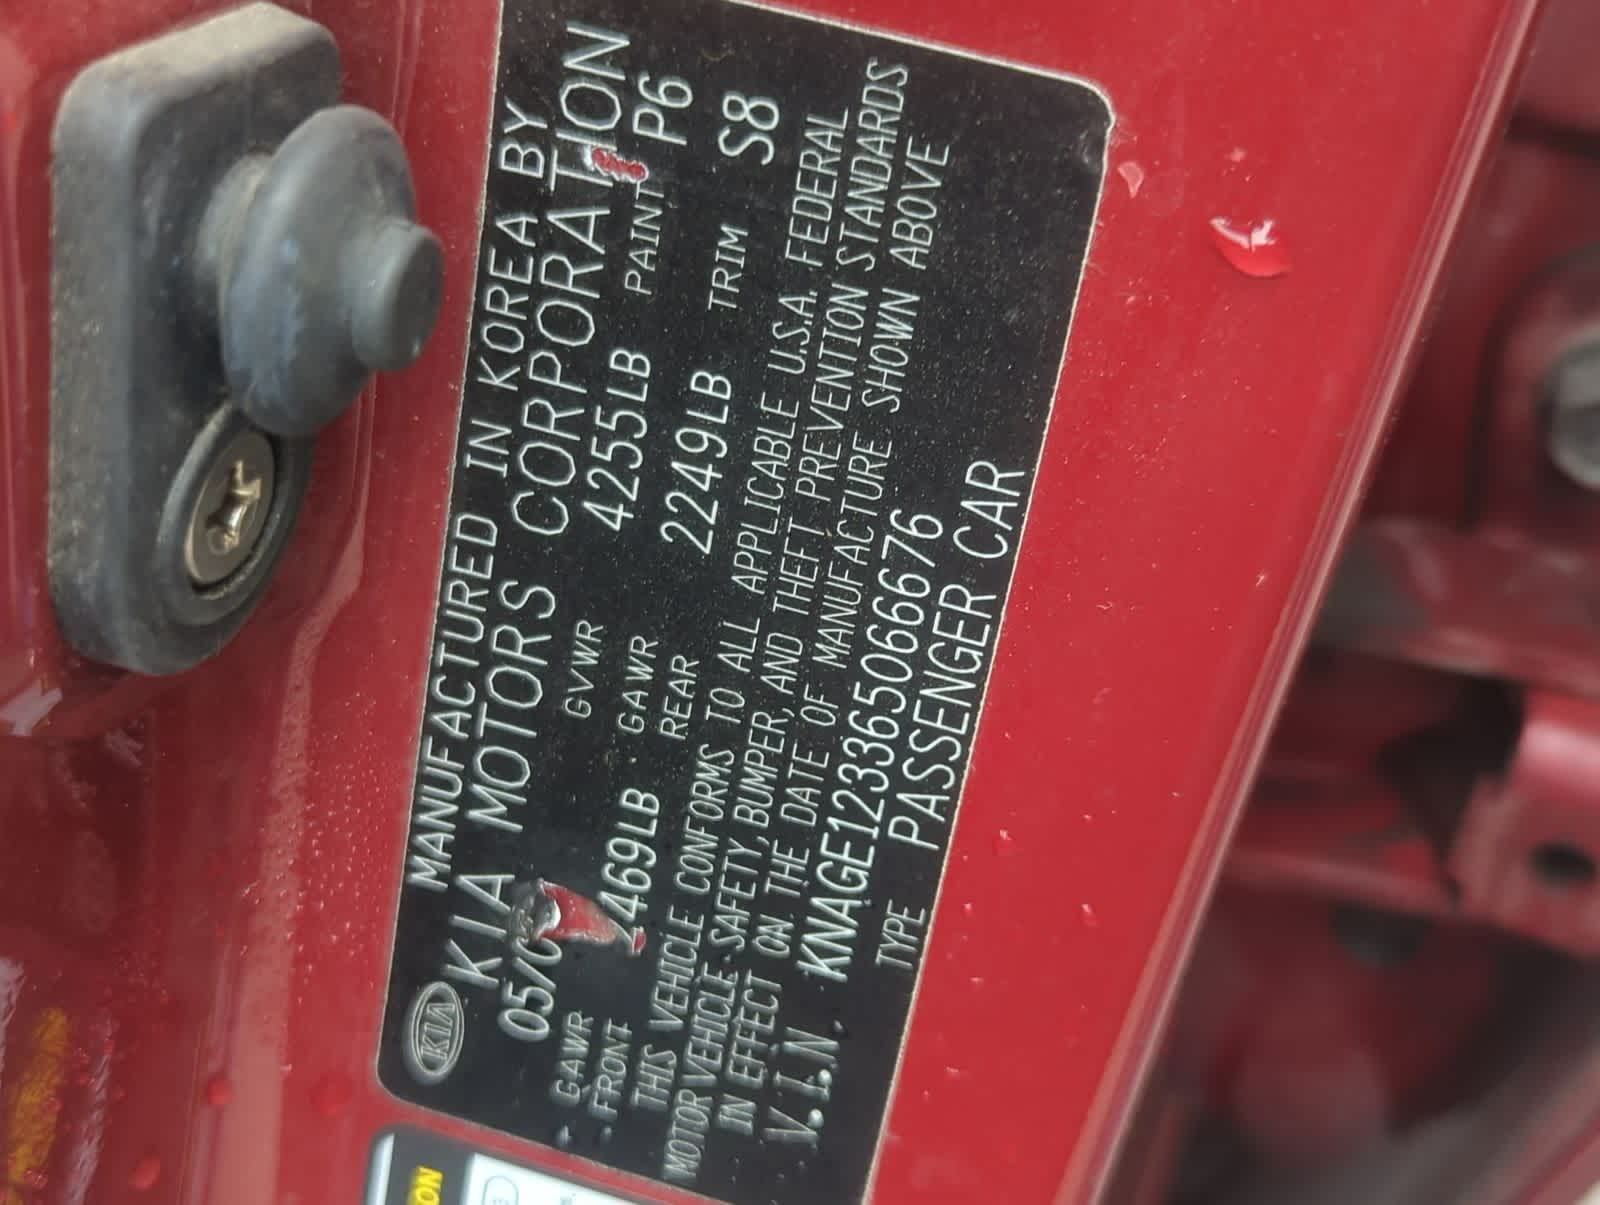 KIA
MANUFACTURED IN KOREA BY
KIA MOTORS CORPORATION
05/0 GVWR 4255LB PAINT P6
GAWR FRONT 469LB GAWR REAR 2249LB TRIM S8
THIS VEHICLE CONFORMS TO ALL APPLICABLE U.S.A. FEDERAL
MOTOR VEHICLE SAFETY, BUMPER, AND THEFT PREVENTION STANDARDS
IN EFFECT ON THE DATE OF MANUFACTURE SHOWN ABOVE
V.I.N. KNAGE123365066676
TYPE PASSENGER CAR
ON